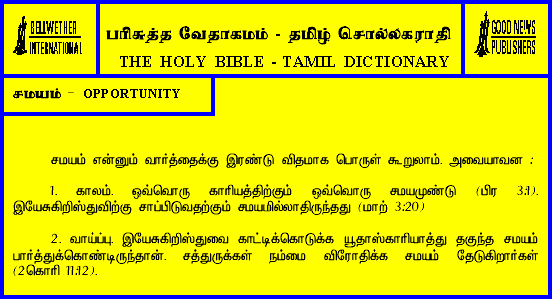 BELLWETHER
INTERNATIONAL
பரிசுத்த வேதாகமம் - தமிழ் சொல்லகராதி
THE HOLY BIBLE - TAMIL DICTIONARY
GOOD NEWS
PUBLISHERS
சமயம் - OPPORTUNITY
சமயம் என்னும் வார்த்தைக்கு இரண்டு விதமாக பொருள் கூறுலாம். அவையாவன :
1. காலம். ஒவ்வொரு காரியத்திற்கும் ஒவ்வொரு சமயமுண்டு (பிர 3:1).
இயேசுகிறிஸ்துவிற்கு சாப்பிடுவதற்கும் சமயமில்லாதிருந்தது (மாற் 3:20)
2. வாய்ப்பு. இயேசுகிறிஸ்துவை காட்டிக்கொடுக்க யூதாஸ்காரியாத்து தகுந்த சமயம்
பார்த்துக்கொண்டிருந்தான். சத்துருக்கள் நம்மை விரோதிக்க சமயம் தேடுகிறார்கள்
(2கொரி 11:12).